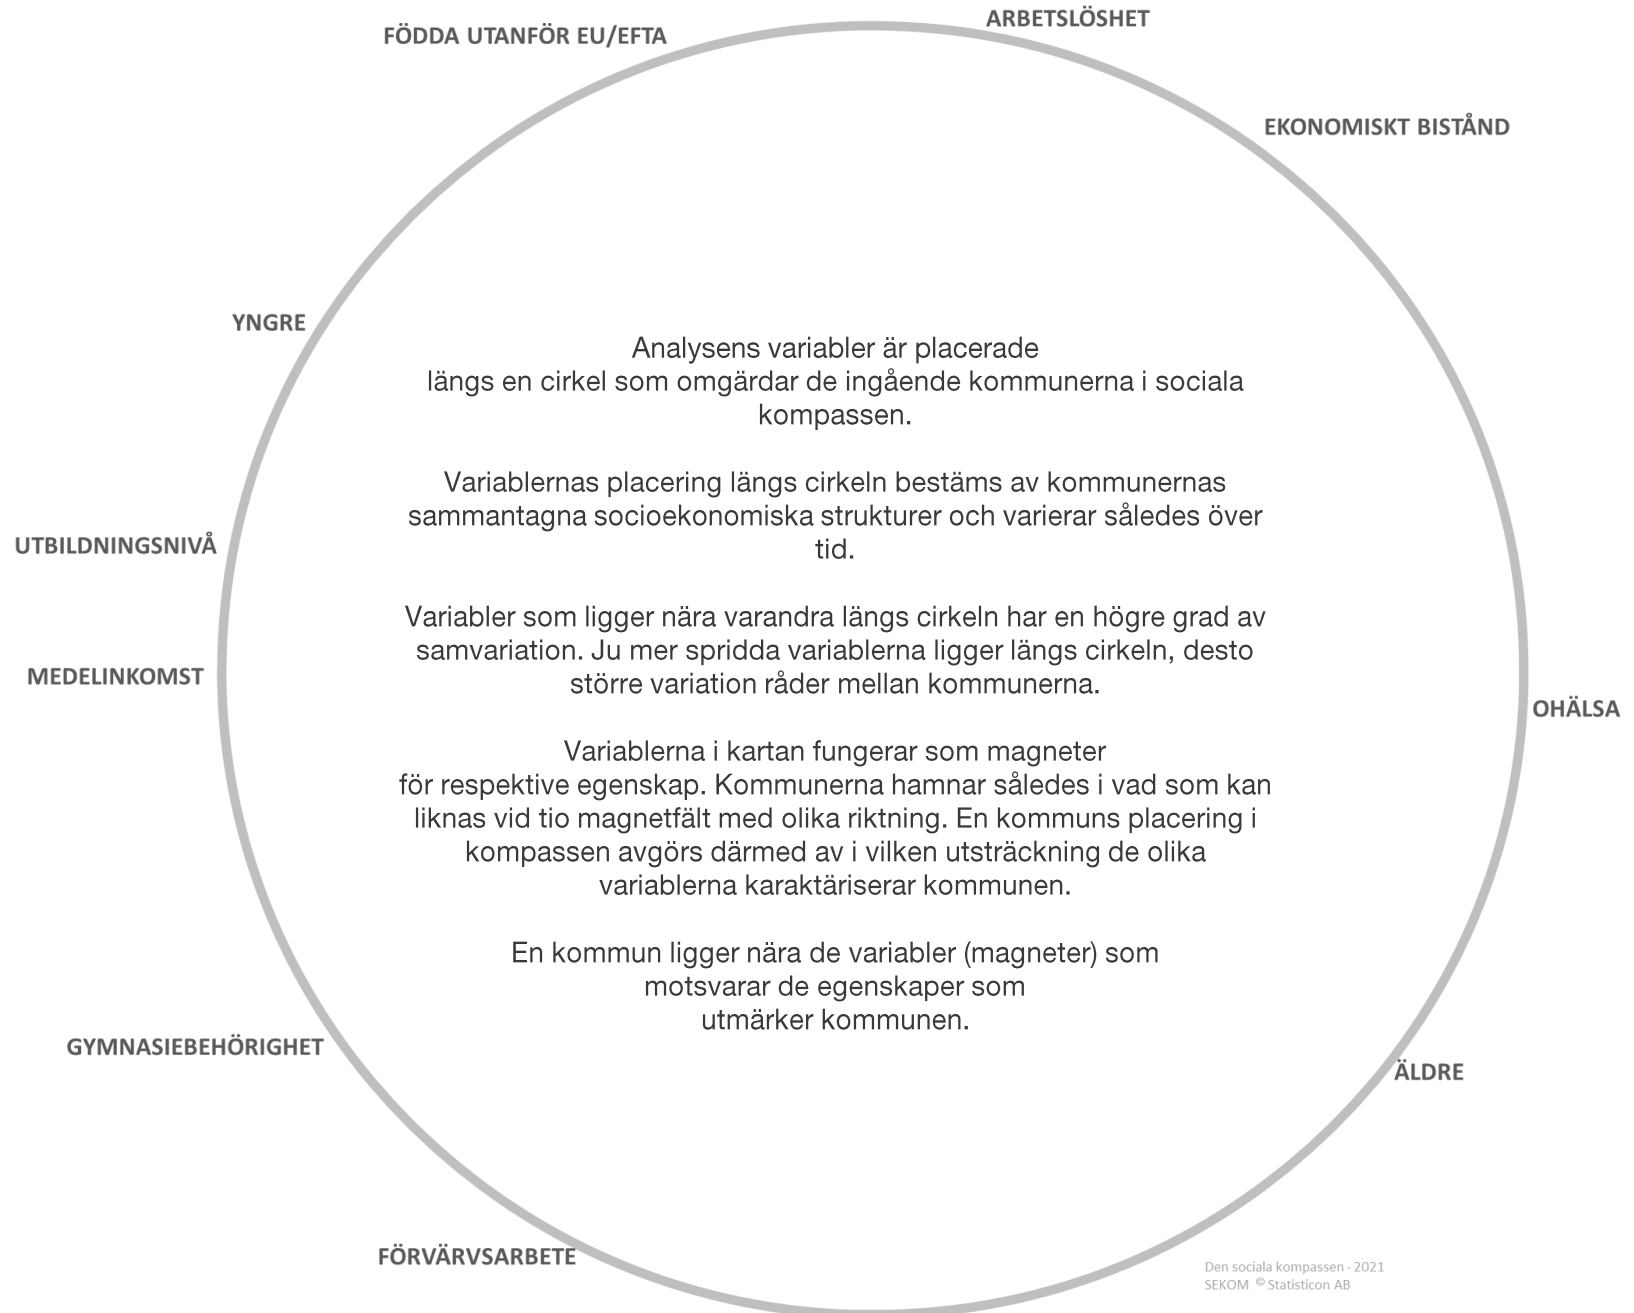 ARBETSLÖSHET
FÖDDA UTANFÖR EU/EFTA
EKONOMISKT BISTÅND
YNGRE
Analysens variabler är placerade
längs en cirkel som omgärdar de ingående kommunerna i sociala
kompassen.
Variablernas placering längs cirkeln bestäms av kommunernas
sammantagna socioekonomiska strukturer och varierar således över
tid.
UTBILDNINGSNIVÅ
Variabler som ligger nära varandra längs cirkeln har en högre grad av
samvariation. Ju mer spridda variablerna ligger längs cirkeln, desto
större variation råder mellan kommunerna.
MEDELINKOMST
OHÄLSA
Variablerna i kartan fungerar som magneter
för respektive egenskap. Kommunerna hamnar således i vad som kan
liknas vid tio magnetfält med olika riktning. En kommuns placering i
kompassen avgörs därmed av i vilken utsträckning de olika
variablerna karaktäriserar kommunen.
En kommun ligger nära de variabler (magneter) som
motsvarar de egenskaper som
utmärker kommunen.
GYMNASIEBEHÖRIGHET
ÄLDRE
FÖRVÄRVSARBETE
Den sociala kompassen - 2021
SEKOM © Statisticon AB